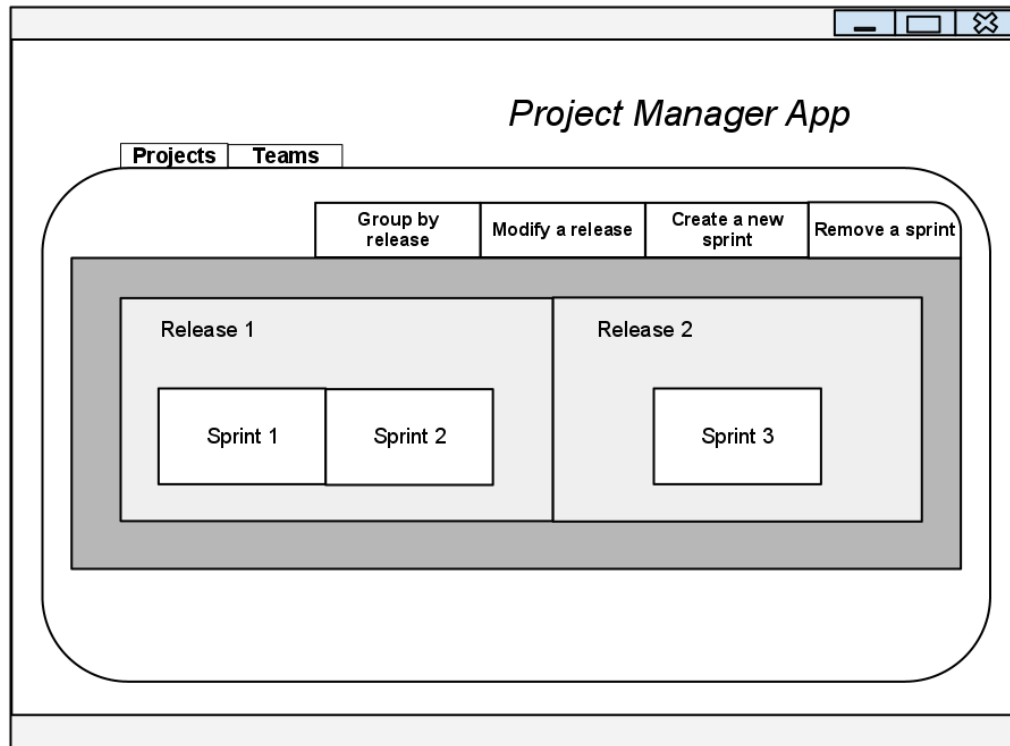 Project Manager App
Projects
Teams
Group by
release
Modify a release
Create a new
sprint
Remove a sprint
Release 1
Release 2
Sprint 1
Sprint 2
Sprint 3